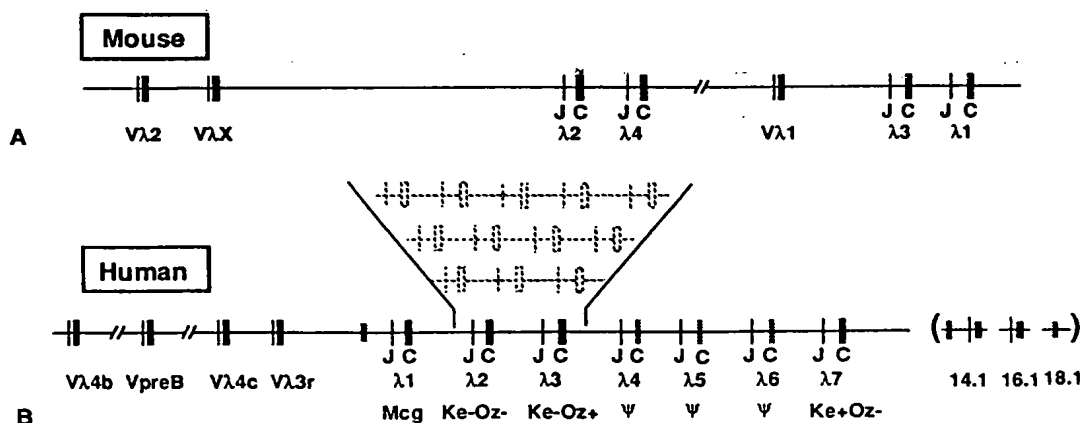 Mouse
J C J C J C J C
A Vλ2 VλX λ2 λ4 Vλ1 λ3 λ1
Human
J C J C J C J C J C J C J C
Vλ4b VpreB Vλ4c Vλ3r λ1 λ2 λ3 λ4 λ5 λ6 λ7 ( 14.1 16.1 18.1 )
B Mcg Ke-Oz- Ke-Oz+ Ψ Ψ Ψ Ke+Oz-